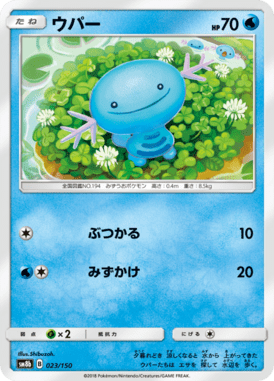 たね ウパー HP70
全国図鑑NO.194 みずうおポケモン 高さ:0.4m 重さ:8.5kg
ぶつかる 10
みずかけ 20
弱点 ×2 抵抗力 にげる
Illus. Shibuzoh.
SM8b B 023/150
夕暮れどき 涼しくなると 水から 上がってきた
ウパーたちは エサを 探して 水辺を 歩く。
©2018 Pokémon/Nintendo/Creatures/GAME FREAK.